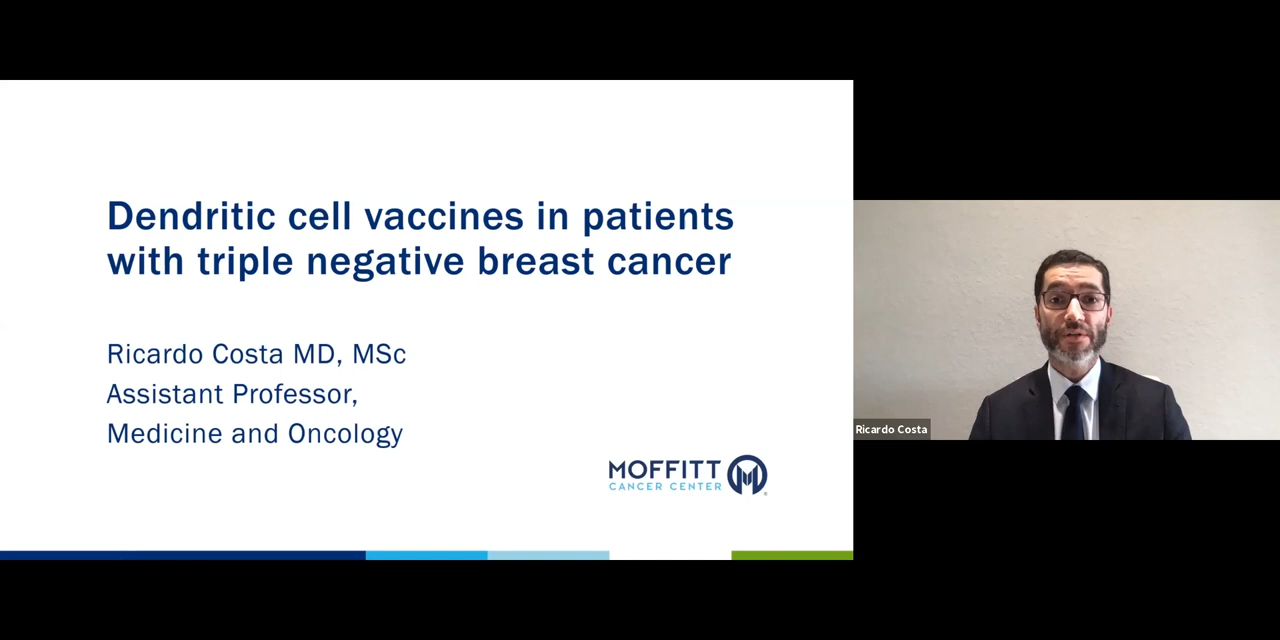 Dendritic cell vaccines in patients
with triple negative breast cancer
Ricardo Costa MD, MSc
Assistant Professor,
Medicine and Oncology
MOFFITT
CANCER CENTER
Ricardo Costa